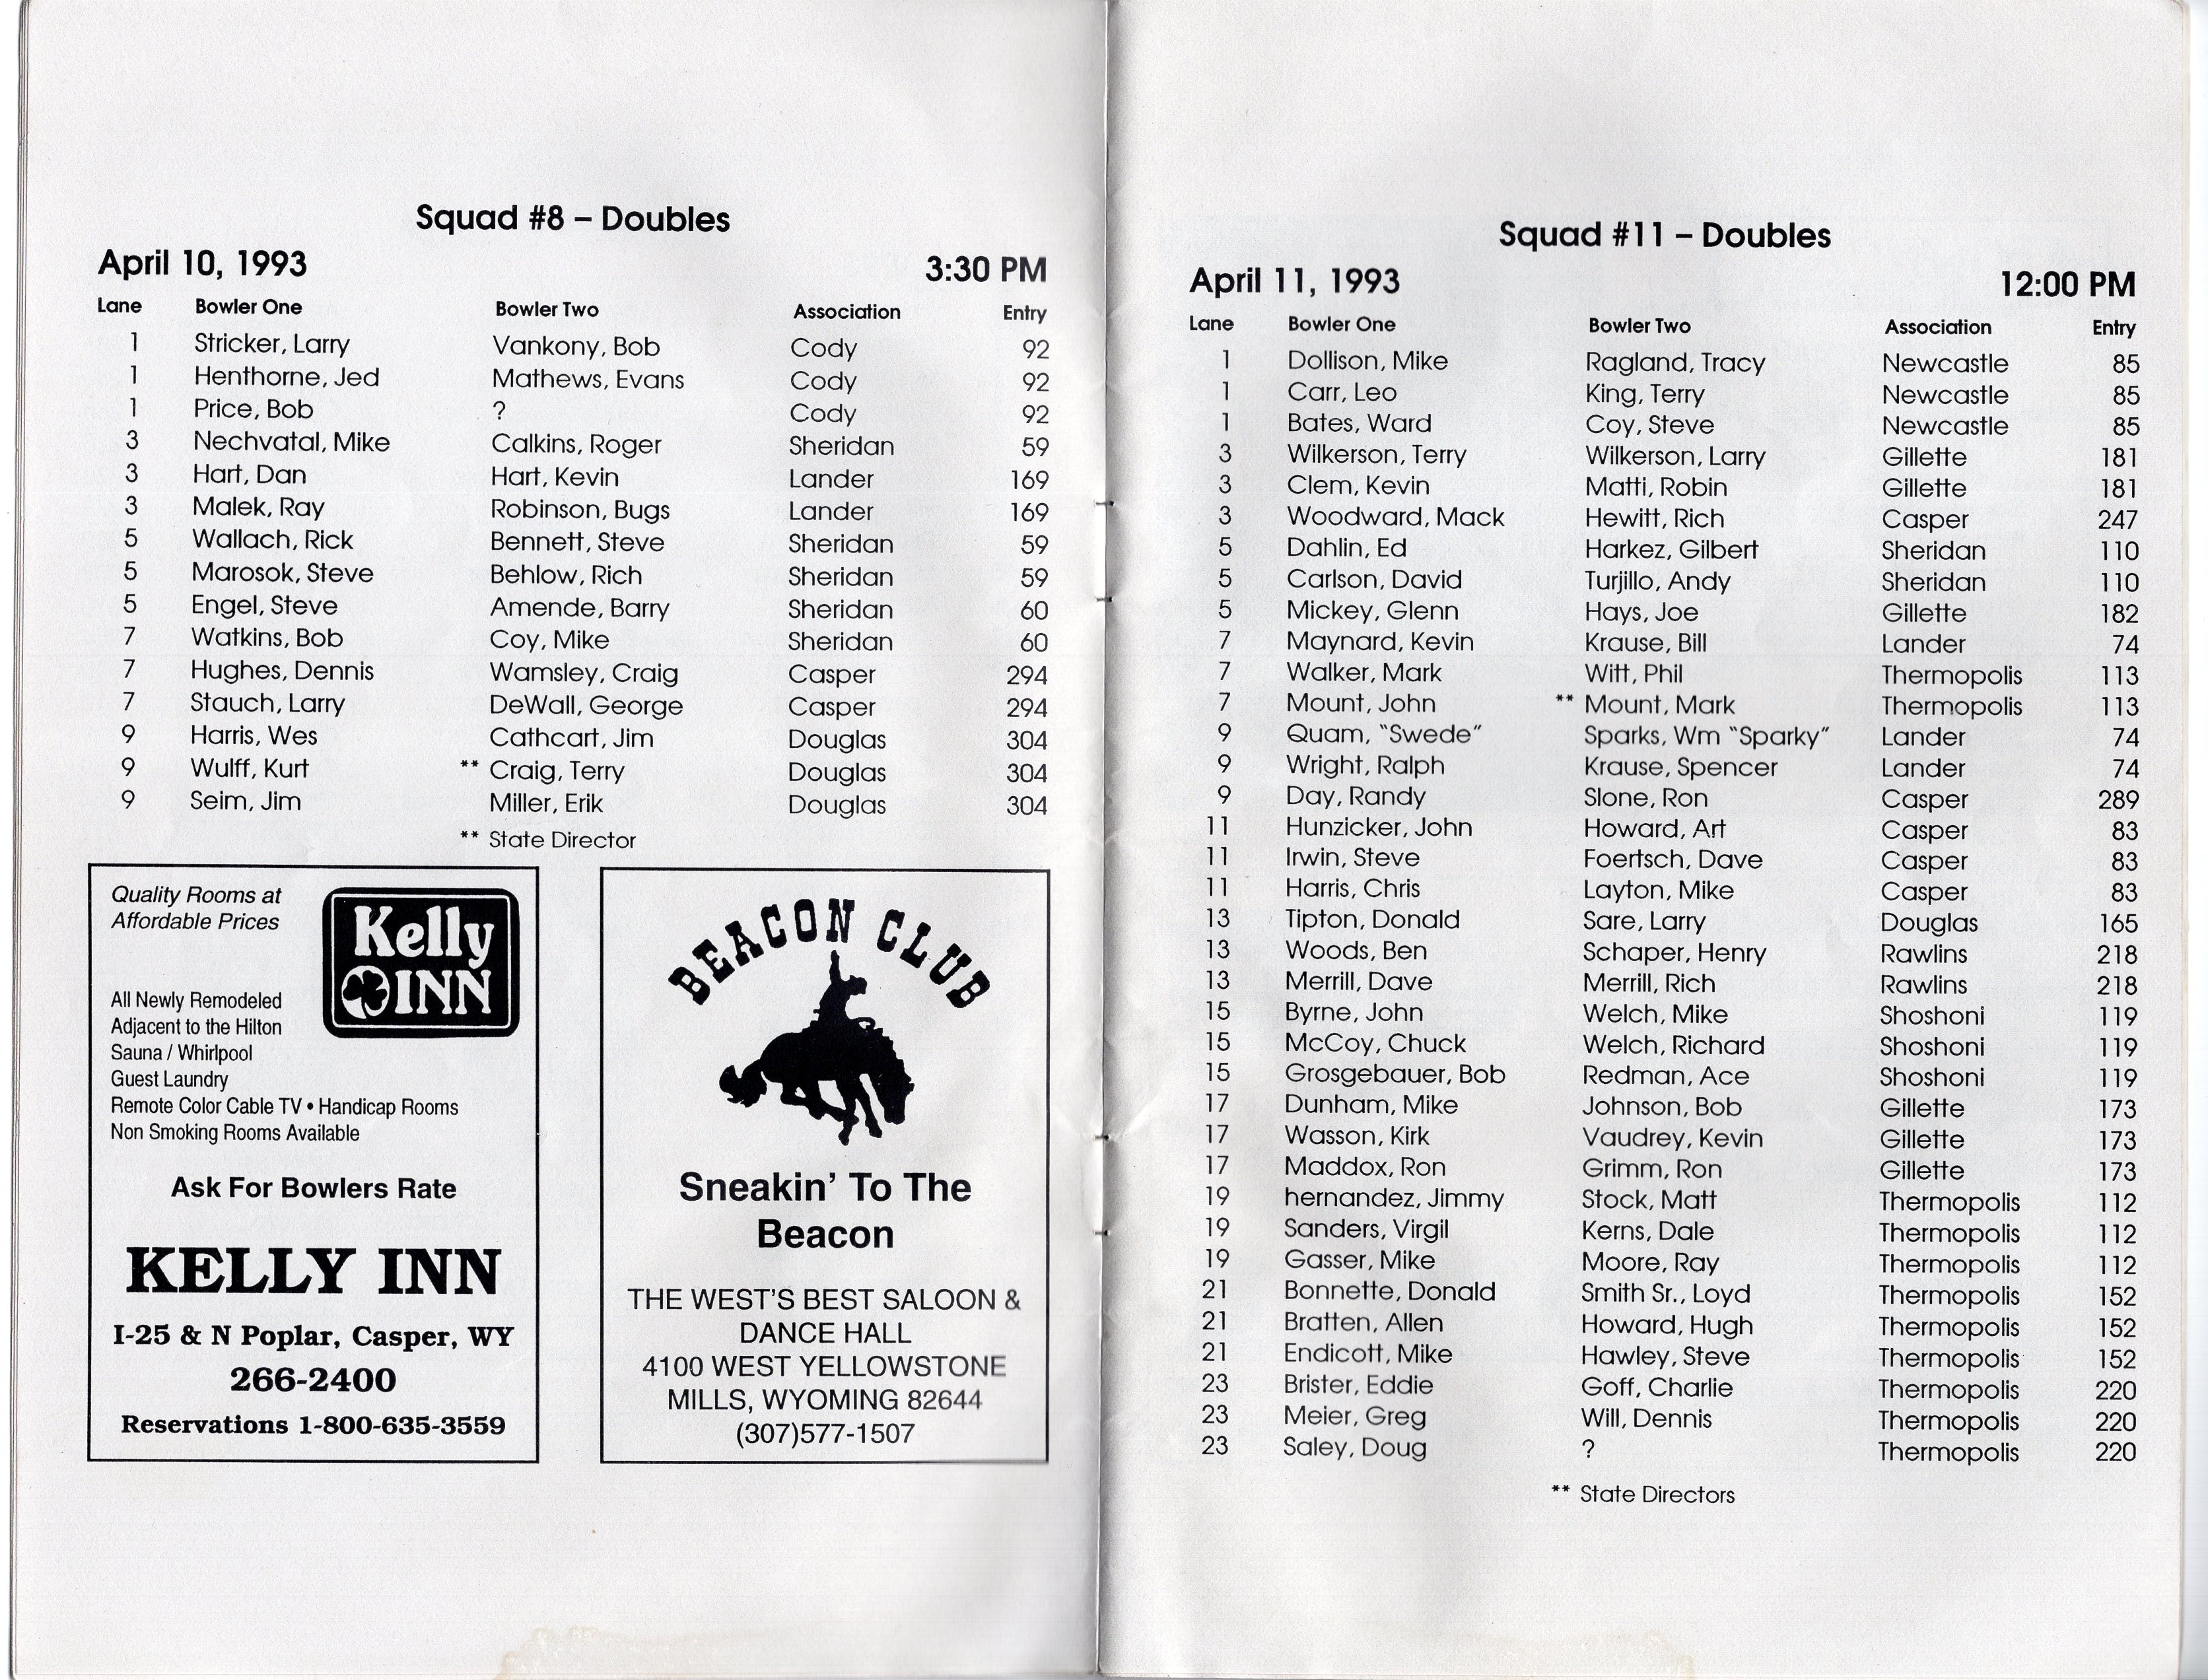 Squad #8 – Doubles
April 10, 1993 3:30 PM
Lane Bowler One Bowler Two Association Entry
1 Stricker, Larry Vankony, Bob Cody 92
1 Henthorne, Jed Mathews, Evans Cody 92
1 Price, Bob ? Cody 92
3 Nechvatal, Mike Calkins, Roger Sheridan 59
3 Hart, Dan Hart, Kevin Lander 169
3 Malek, Ray Robinson, Bugs Lander 169
5 Wallach, Rick Bennett, Steve Sheridan 59
5 Marosok, Steve Behlow, Rich Sheridan 59
5 Engel, Steve Amende, Barry Sheridan 60
7 Watkins, Bob Coy, Mike Sheridan 60
7 Hughes, Dennis Wamsley, Craig Casper 294
7 Stauch, Larry DeWall, George Casper 294
9 Harris, Wes Cathcart, Jim Douglas 304
9 Wulff, Kurt ** Craig, Terry Douglas 304
9 Seim, Jim Miller, Erik Douglas 304
** State Director
Quality Rooms at
Affordable Prices
Kelly
INN
All Newly Remodeled
Adjacent to the Hilton
Sauna / Whirlpool
Guest Laundry
Remote Color Cable TV • Handicap Rooms
Non Smoking Rooms Available
Ask For Bowlers Rate
KELLY INN
I-25 & N Poplar, Casper, WY
266-2400
Reservations 1-800-635-3559
BEACON CLUB
Sneakin' To The
Beacon
THE WEST'S BEST SALOON &
DANCE HALL
4100 WEST YELLOWSTONE
MILLS, WYOMING 82644
(307)577-1507
Squad #11 – Doubles
April 11, 1993 12:00 PM
Lane Bowler One Bowler Two Association Entry
1 Dollison, Mike Ragland, Tracy Newcastle 85
1 Carr, Leo King, Terry Newcastle 85
1 Bates, Ward Coy, Steve Newcastle 85
3 Wilkerson, Terry Wilkerson, Larry Gillette 181
3 Clem, Kevin Matti, Robin Gillette 181
3 Woodward, Mack Hewitt, Rich Casper 247
5 Dahlin, Ed Harkez, Gilbert Sheridan 110
5 Carlson, David Turjillo, Andy Sheridan 110
5 Mickey, Glenn Hays, Joe Gillette 182
7 Maynard, Kevin Krause, Bill Lander 74
7 Walker, Mark Witt, Phil Thermopolis 113
7 Mount, John ** Mount, Mark Thermopolis 113
9 Quam, "Swede" Sparks, Wm "Sparky" Lander 74
9 Wright, Ralph Krause, Spencer Lander 74
9 Day, Randy Slone, Ron Casper 289
11 Hunzicker, John Howard, Art Casper 83
11 Irwin, Steve Foertsch, Dave Casper 83
11 Harris, Chris Layton, Mike Casper 83
13 Tipton, Donald Sare, Larry Douglas 165
13 Woods, Ben Schaper, Henry Rawlins 218
13 Merrill, Dave Merrill, Rich Rawlins 218
15 Byrne, John Welch, Mike Shoshoni 119
15 McCoy, Chuck Welch, Richard Shoshoni 119
15 Grosgebauer, Bob Redman, Ace Shoshoni 119
17 Dunham, Mike Johnson, Bob Gillette 173
17 Wasson, Kirk Vaudrey, Kevin Gillette 173
17 Maddox, Ron Grimm, Ron Gillette 173
19 hernandez, Jimmy Stock, Matt Thermopolis 112
19 Sanders, Virgil Kerns, Dale Thermopolis 112
19 Gasser, Mike Moore, Ray Thermopolis 112
21 Bonnette, Donald Smith Sr., Loyd Thermopolis 152
21 Bratten, Allen Howard, Hugh Thermopolis 152
21 Endicott, Mike Hawley, Steve Thermopolis 152
23 Brister, Eddie Goff, Charlie Thermopolis 220
23 Meier, Greg Will, Dennis Thermopolis 220
23 Saley, Doug ? Thermopolis 220
** State Directors